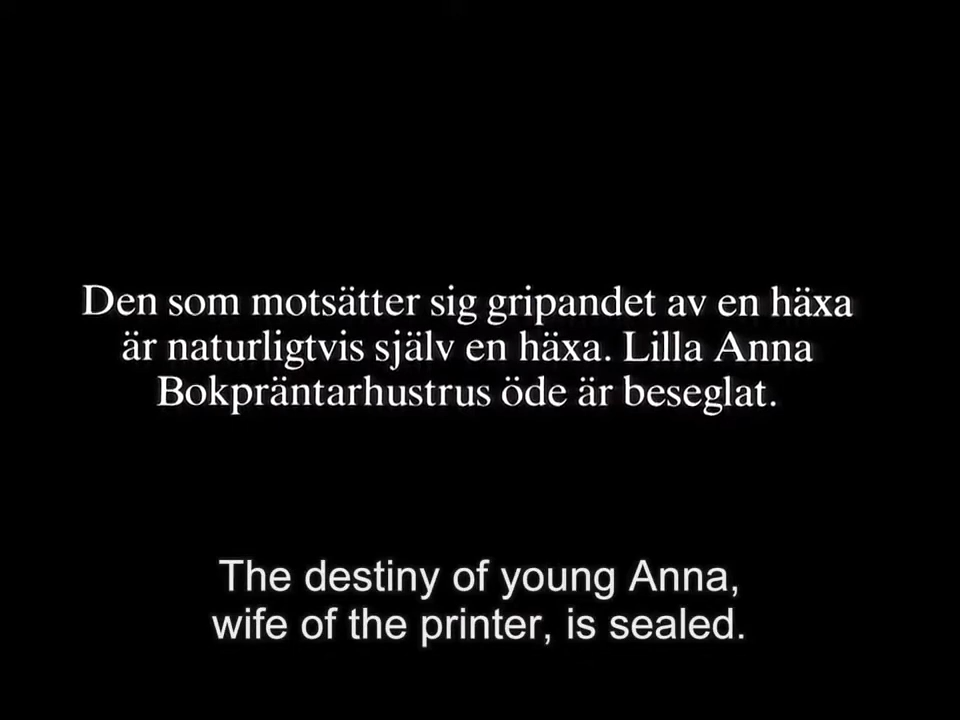 Den som motsätter sig gripandet av en häxa
är naturligtvis själv en häxa. Lilla Anna
Bokpräntarhustrus öde är beseglat.
The destiny of young Anna,
wife of the printer, is sealed.